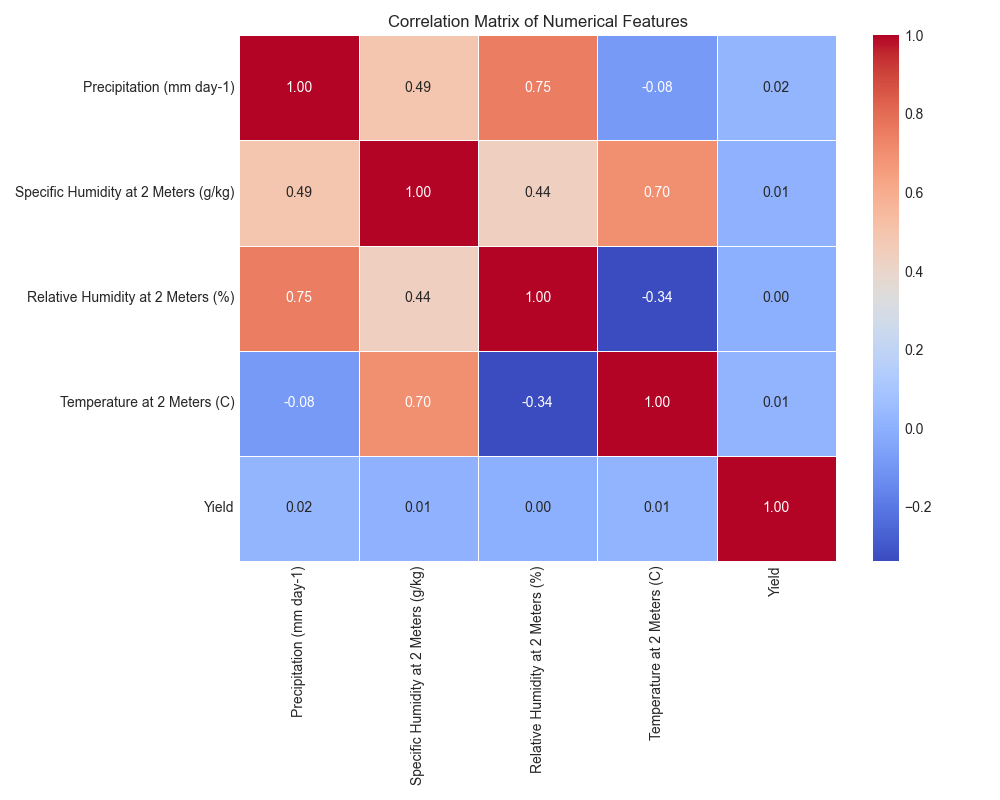 Correlation Matrix of Numerical Features
Precipitation (mm day-1)
1.00 0.49 0.75 -0.08 0.02
Specific Humidity at 2 Meters (g/kg)
0.49 1.00 0.44 0.70 0.01
Relative Humidity at 2 Meters (%)
0.75 0.44 1.00 -0.34 0.00
Temperature at 2 Meters (C)
-0.08 0.70 -0.34 1.00 0.01
Yield
0.02 0.01 0.00 0.01 1.00
Precipitation (mm day-1)
Specific Humidity at 2 Meters (g/kg)
Relative Humidity at 2 Meters (%)
Temperature at 2 Meters (C)
Yield
1.0
0.8
0.6
0.4
0.2
0.0
−0.2